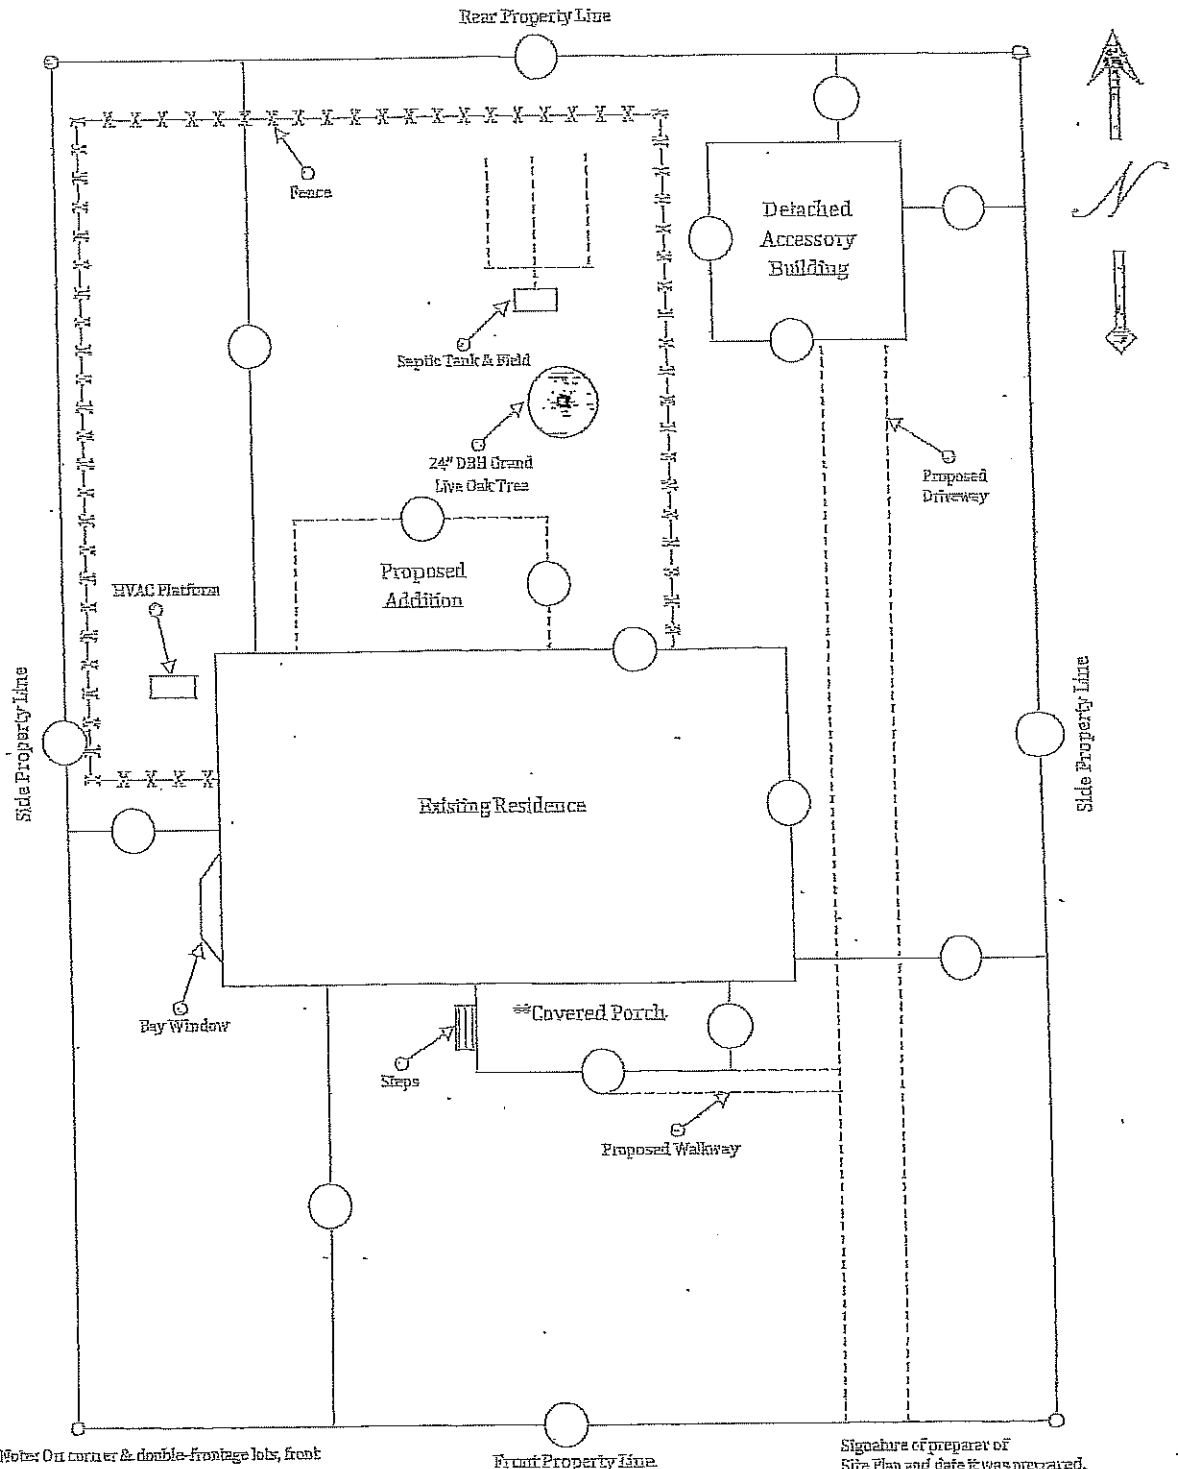 Rear Property Line
N
Fence
Detached
Accessory
Building
Septic Tank & Field
24" DBH Grand
Live Oak Tree
Proposed
Driveway
Proposed
Addition
HVAC Platform
Side Property Line
Side Property Line
Existing Residence
Bay Window
**Covered Porch
Steps
Proposed Walkway
Note: On corner & double-frontage lots, front
Front Property Line
Signature of preparer of
Site Plan and date it was prepared.